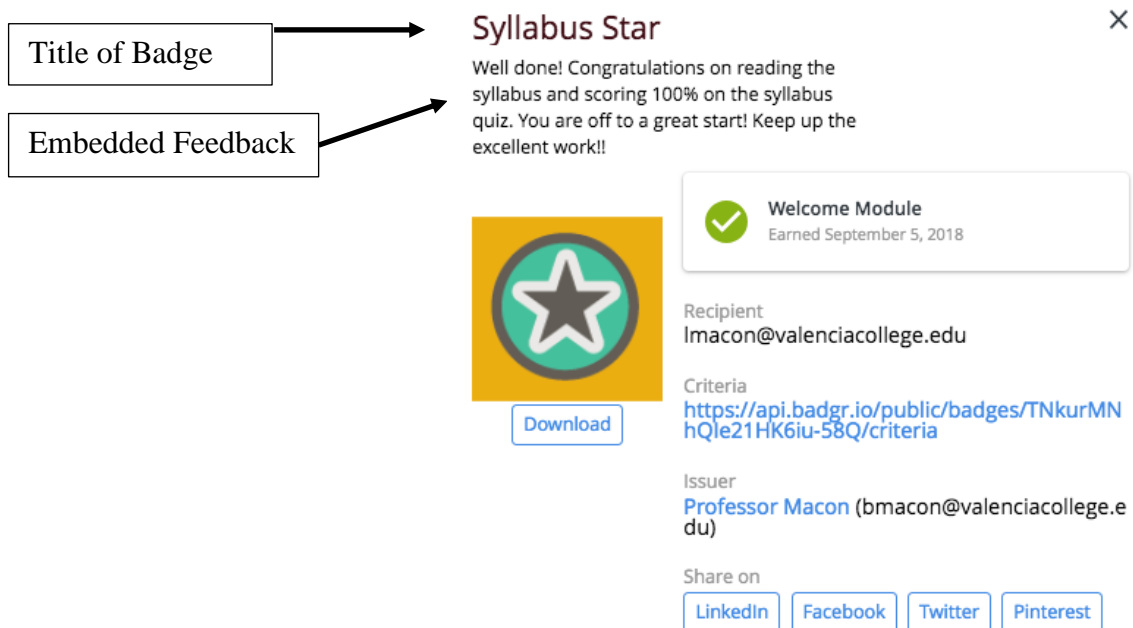 Title of Badge
Embedded Feedback
Syllabus Star
Well done! Congratulations on reading the
syllabus and scoring 100% on the syllabus
quiz. You are off to a great start! Keep up the
excellent work!!
Welcome Module
Earned September 5, 2018
Download
Recipient
lmacon@valenciacollege.edu
Criteria
https://api.badgr.io/public/badges/TNkurMN
hQle21HK6iu-58Q/criteria
Issuer
Professor Macon (bmacon@valenciacollege.e
du)
Share on
LinkedIn Facebook Twitter Pinterest